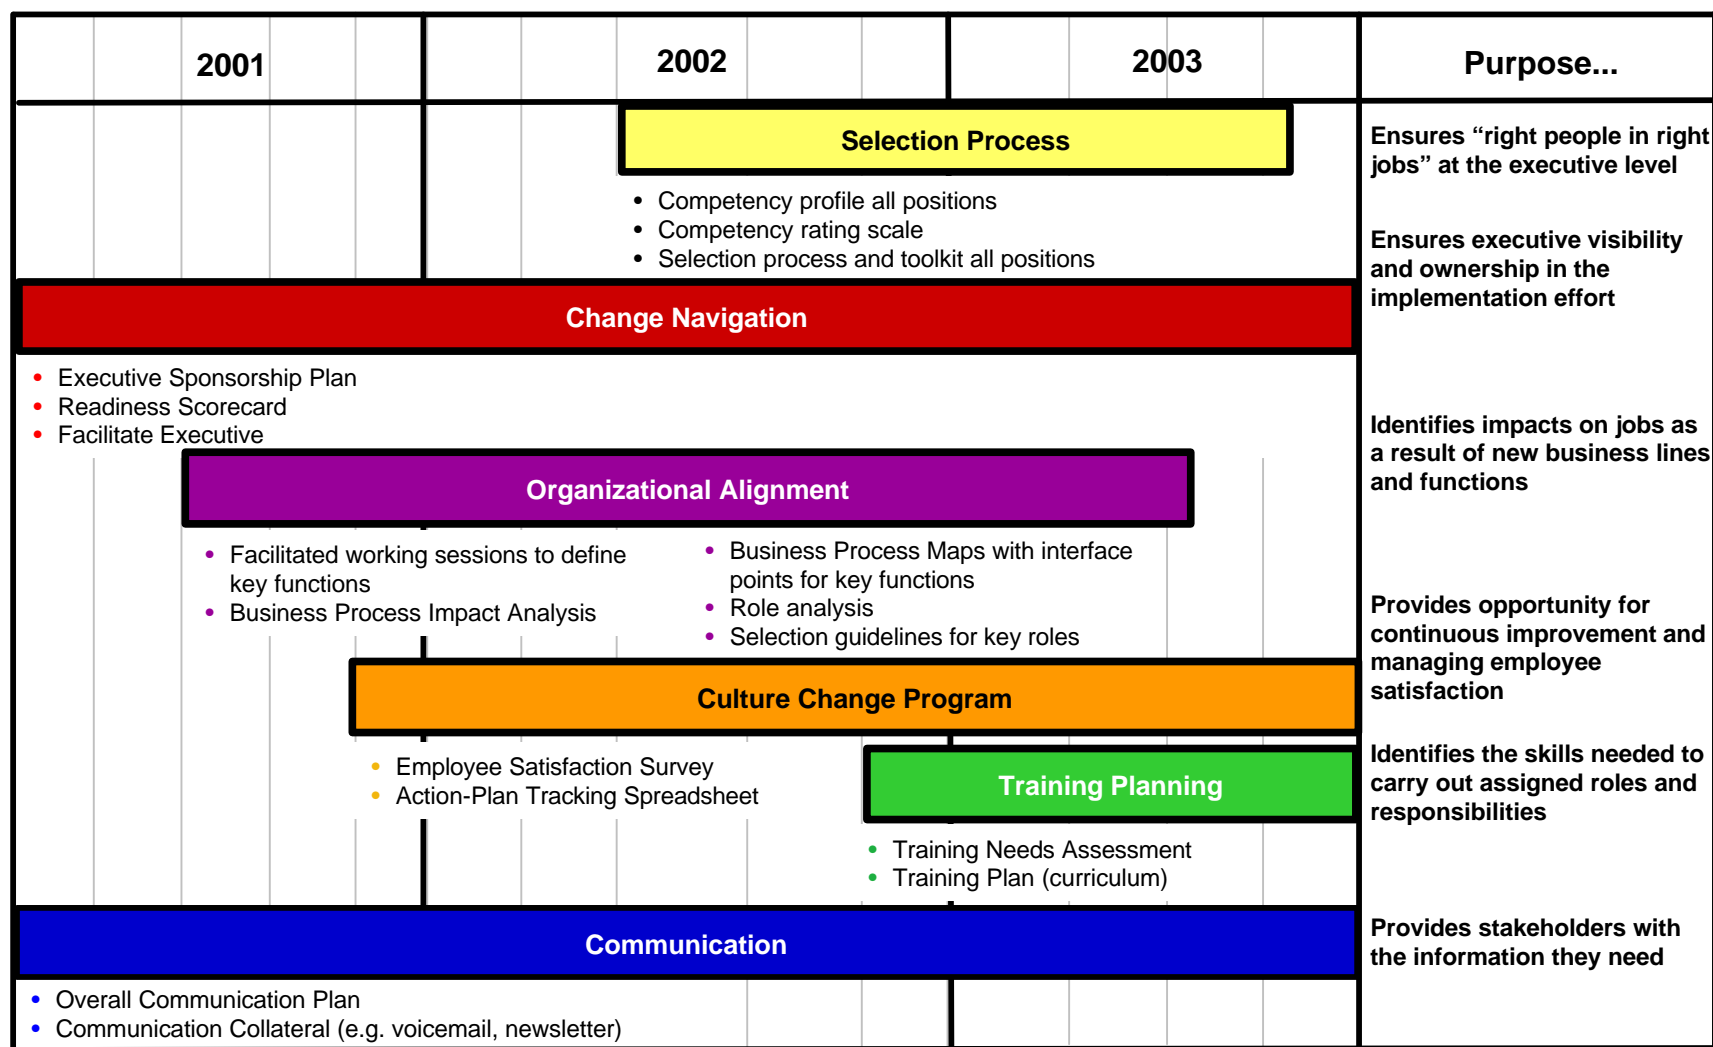 2001
2002
2003
Purpose...
Selection Process
• Competency profile all positions
• Competency rating scale
• Selection process and toolkit all positions
Ensures “right people in right
jobs” at the executive level
Ensures executive visibility
and ownership in the
implementation effort
Change Navigation
• Executive Sponsorship Plan
• Readiness Scorecard
• Facilitate Executive
Identifies impacts on jobs as
a result of new business lines
and functions
Organizational Alignment
• Facilitated working sessions to define
key functions
• Business Process Impact Analysis
• Business Process Maps with interface
points for key functions
• Role analysis
• Selection guidelines for key roles
Provides opportunity for
continuous improvement and
managing employee
satisfaction
Culture Change Program
• Employee Satisfaction Survey
• Action-Plan Tracking Spreadsheet
Training Planning
• Training Needs Assessment
• Training Plan (curriculum)
Identifies the skills needed to
carry out assigned roles and
responsibilities
Communication
• Overall Communication Plan
• Communication Collateral (e.g. voicemail, newsletter)
Provides stakeholders with
the information they need